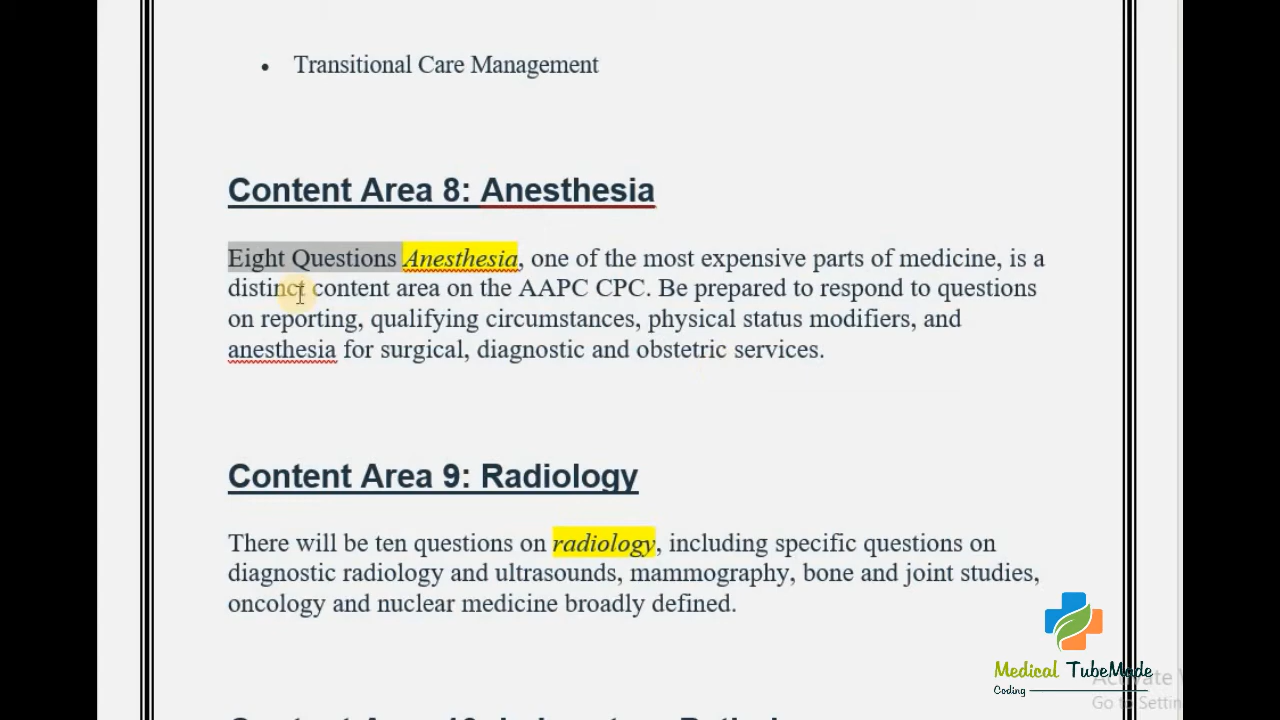 • Transitional Care Management
Content Area 8: Anesthesia
Eight Questions Anesthesia, one of the most expensive parts of medicine, is a
distinct content area on the AAPC CPC. Be prepared to respond to questions
on reporting, qualifying circumstances, physical status modifiers, and
anesthesia for surgical, diagnostic and obstetric services.
Content Area 9: Radiology
There will be ten questions on radiology, including specific questions on
diagnostic radiology and ultrasounds, mammography, bone and joint studies,
oncology and nuclear medicine broadly defined.
Medical TubeMade
Coding
Activate
Go to Settin